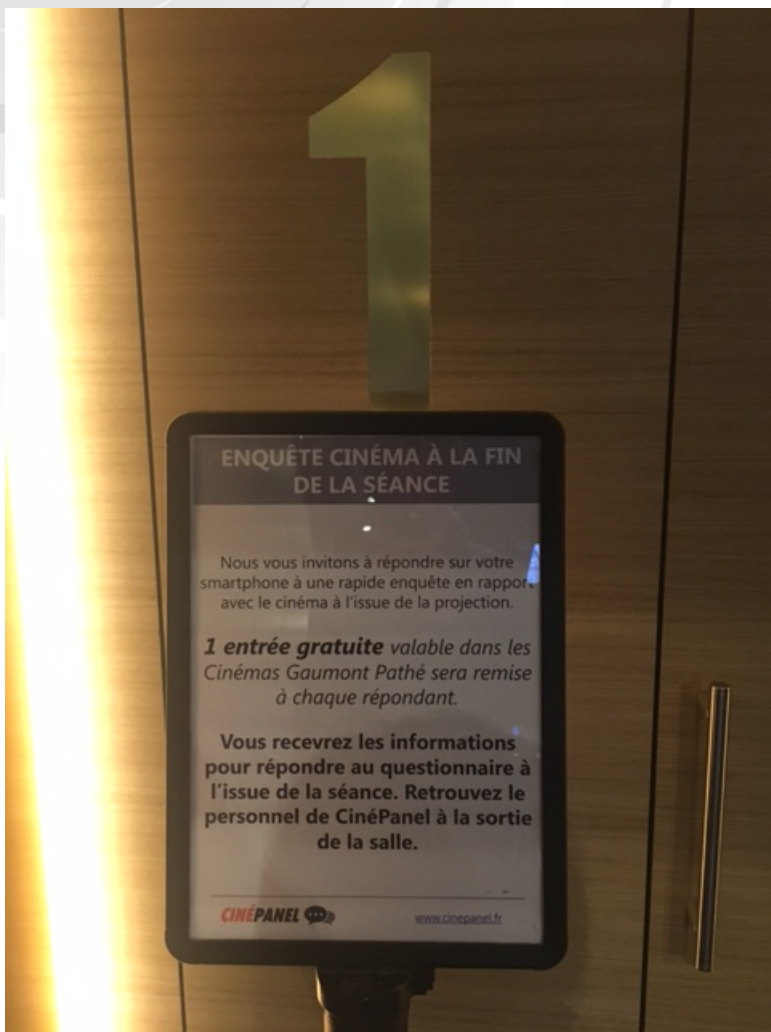 1
ENQUÊTE CINÉMA À LA FIN
DE LA SÉANCE
Nous vous invitons à répondre sur votre
smartphone à une rapide enquête en rapport
avec le cinéma à l'issue de la projection.
1 entrée gratuite valable dans les
Cinémas Gaumont Pathé sera remise
à chaque répondant.
Vous recevrez les informations
pour répondre au questionnaire à
l'issue de la séance. Retrouvez le
personnel de CinéPanel à la sortie
de la salle.
CINÉPANEL
www.cinepanel.fr